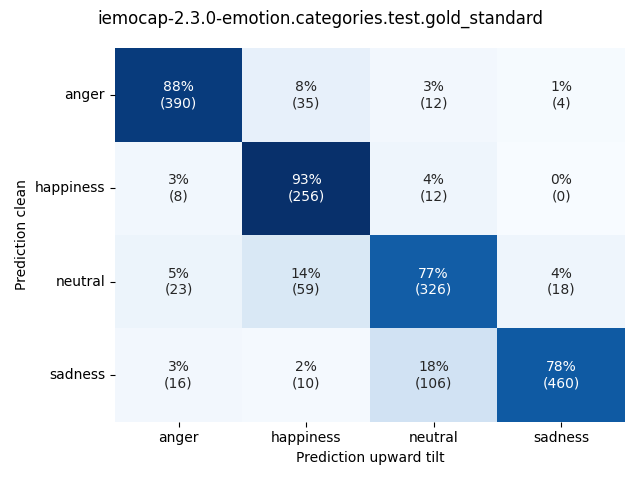 iemocap-2.3.0-emotion.categories.test.gold_standard
Prediction clean
anger
88%
(390)
8%
(35)
3%
(12)
1%
(4)
happiness
3%
(8)
93%
(256)
4%
(12)
0%
(0)
neutral
5%
(23)
14%
(59)
77%
(326)
4%
(18)
sadness
3%
(16)
2%
(10)
18%
(106)
78%
(460)
anger
happiness
neutral
sadness
Prediction upward tilt